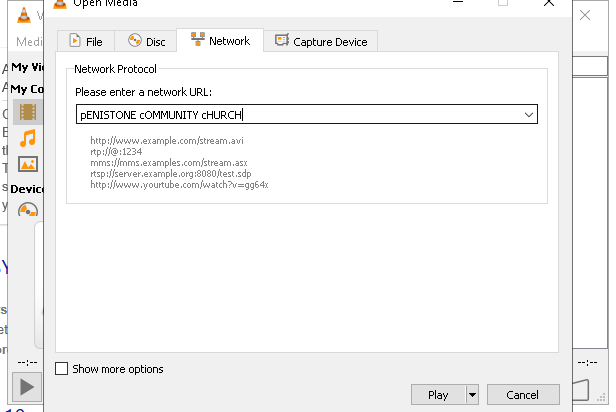 Open Media
Medi
File
Disc
Network
Capture Device
My Vi
My Co
Device
Network Protocol
Please enter a network URL:
pENISTONE cOMMUNITY cHURCH
http://www.example.com/stream.avi
rtp://@:1234
mms://mms.examples.com/stream.asx
rtsp://server.example.org:8080/test.sdp
http://www.yourtube.com/watch?v=gg64x
--:--
--:--
Show more options
Play
Cancel